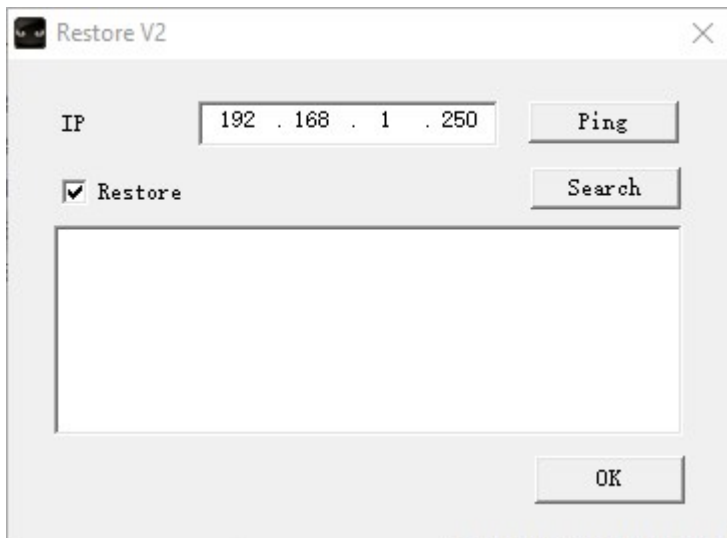 Restore V2
IP 192 . 168 . 1 . 250 Ping
Restore Search
OK